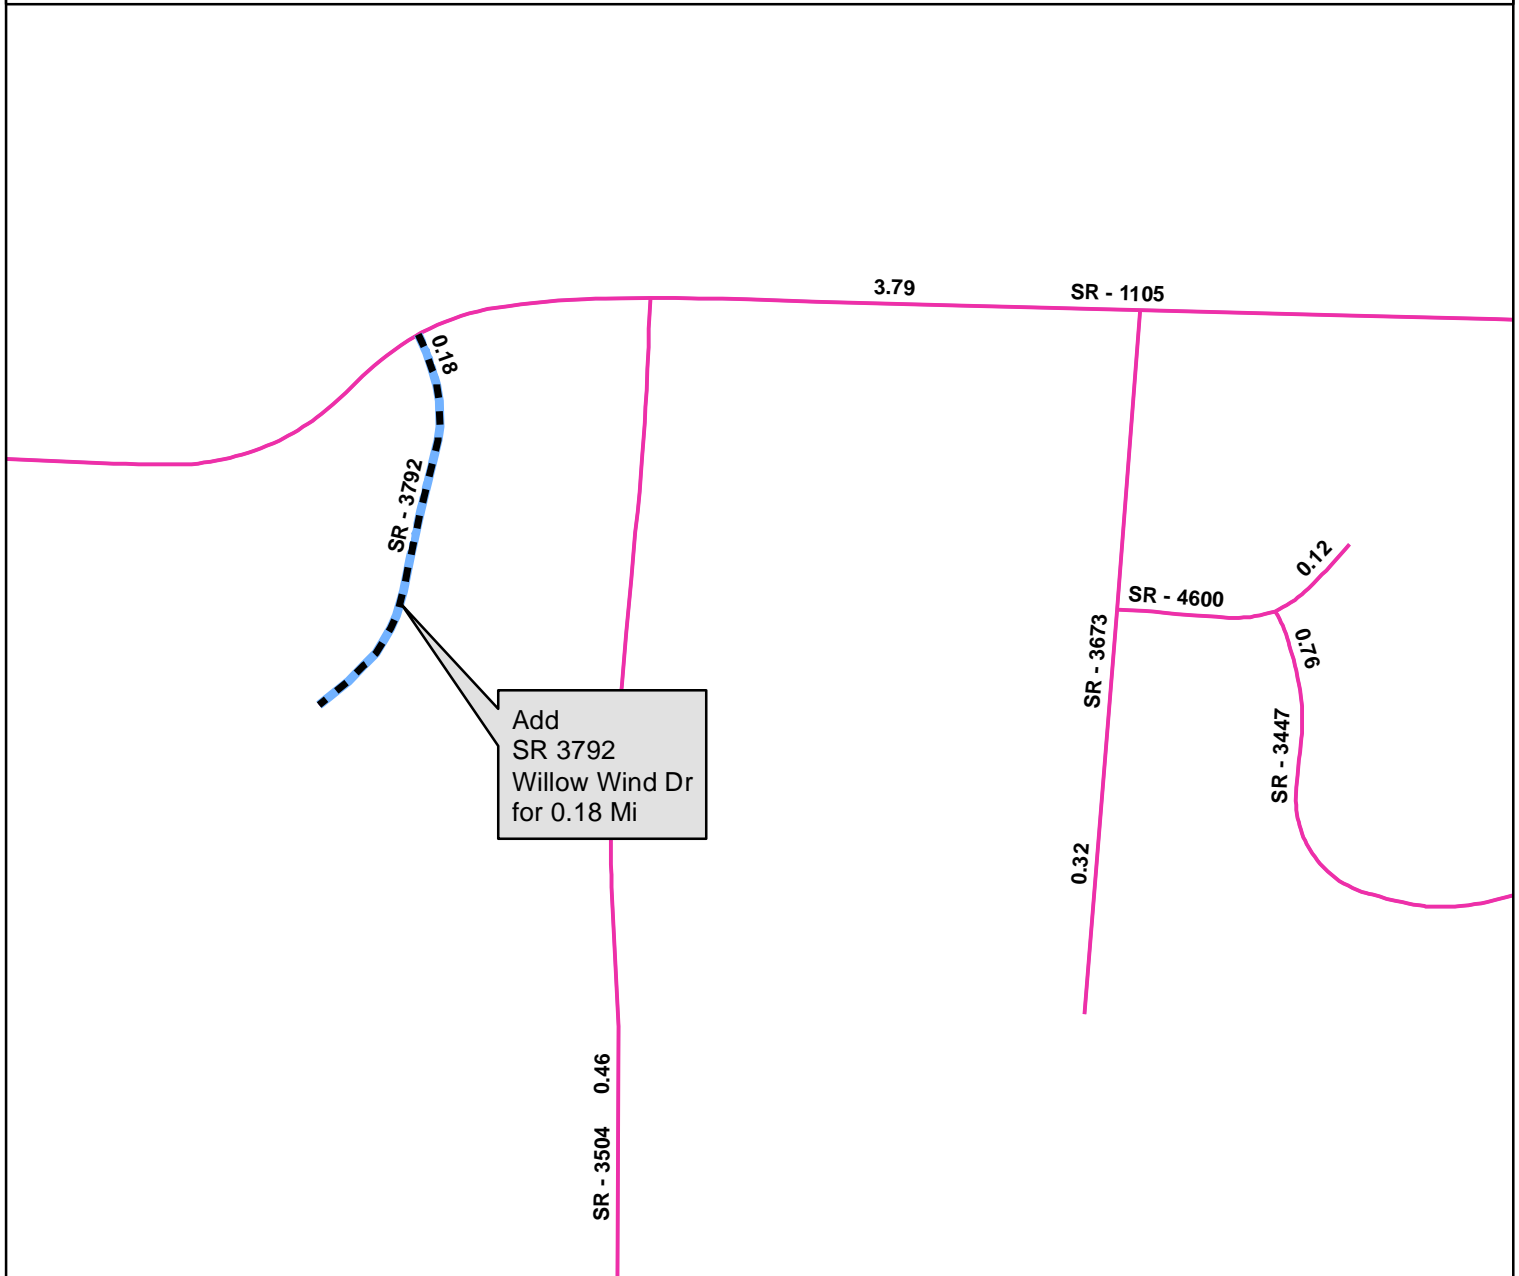 3.79
SR - 1105
0.18
SR - 3792
0.12
SR - 4600
SR - 3673
0.76
SR - 3447
Add
SR 3792
Willow Wind Dr
for 0.18 Mi
0.32
0.46
SR - 3504